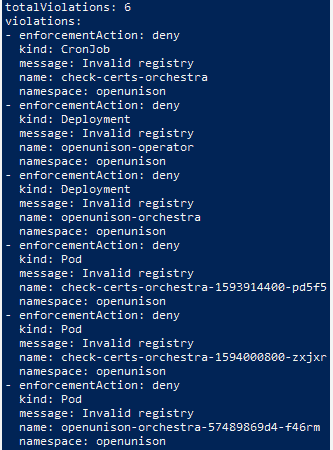 totalViolations: 6
violations:
- enforcementAction: deny
  kind: CronJob
  message: Invalid registry
  name: check-certs-orchestra
  namespace: openunison
- enforcementAction: deny
  kind: Deployment
  message: Invalid registry
  name: openunison-operator
  namespace: openunison
- enforcementAction: deny
  kind: Deployment
  message: Invalid registry
  name: openunison-orchestra
  namespace: openunison
- enforcementAction: deny
  kind: Pod
  message: Invalid registry
  name: check-certs-orchestra-1593914400-pd5f5
  namespace: openunison
- enforcementAction: deny
  kind: Pod
  message: Invalid registry
  name: check-certs-orchestra-1594000800-zxjxr
  namespace: openunison
- enforcementAction: deny
  kind: Pod
  message: Invalid registry
  name: openunison-orchestra-57489869d4-f46rm
  namespace: openunison